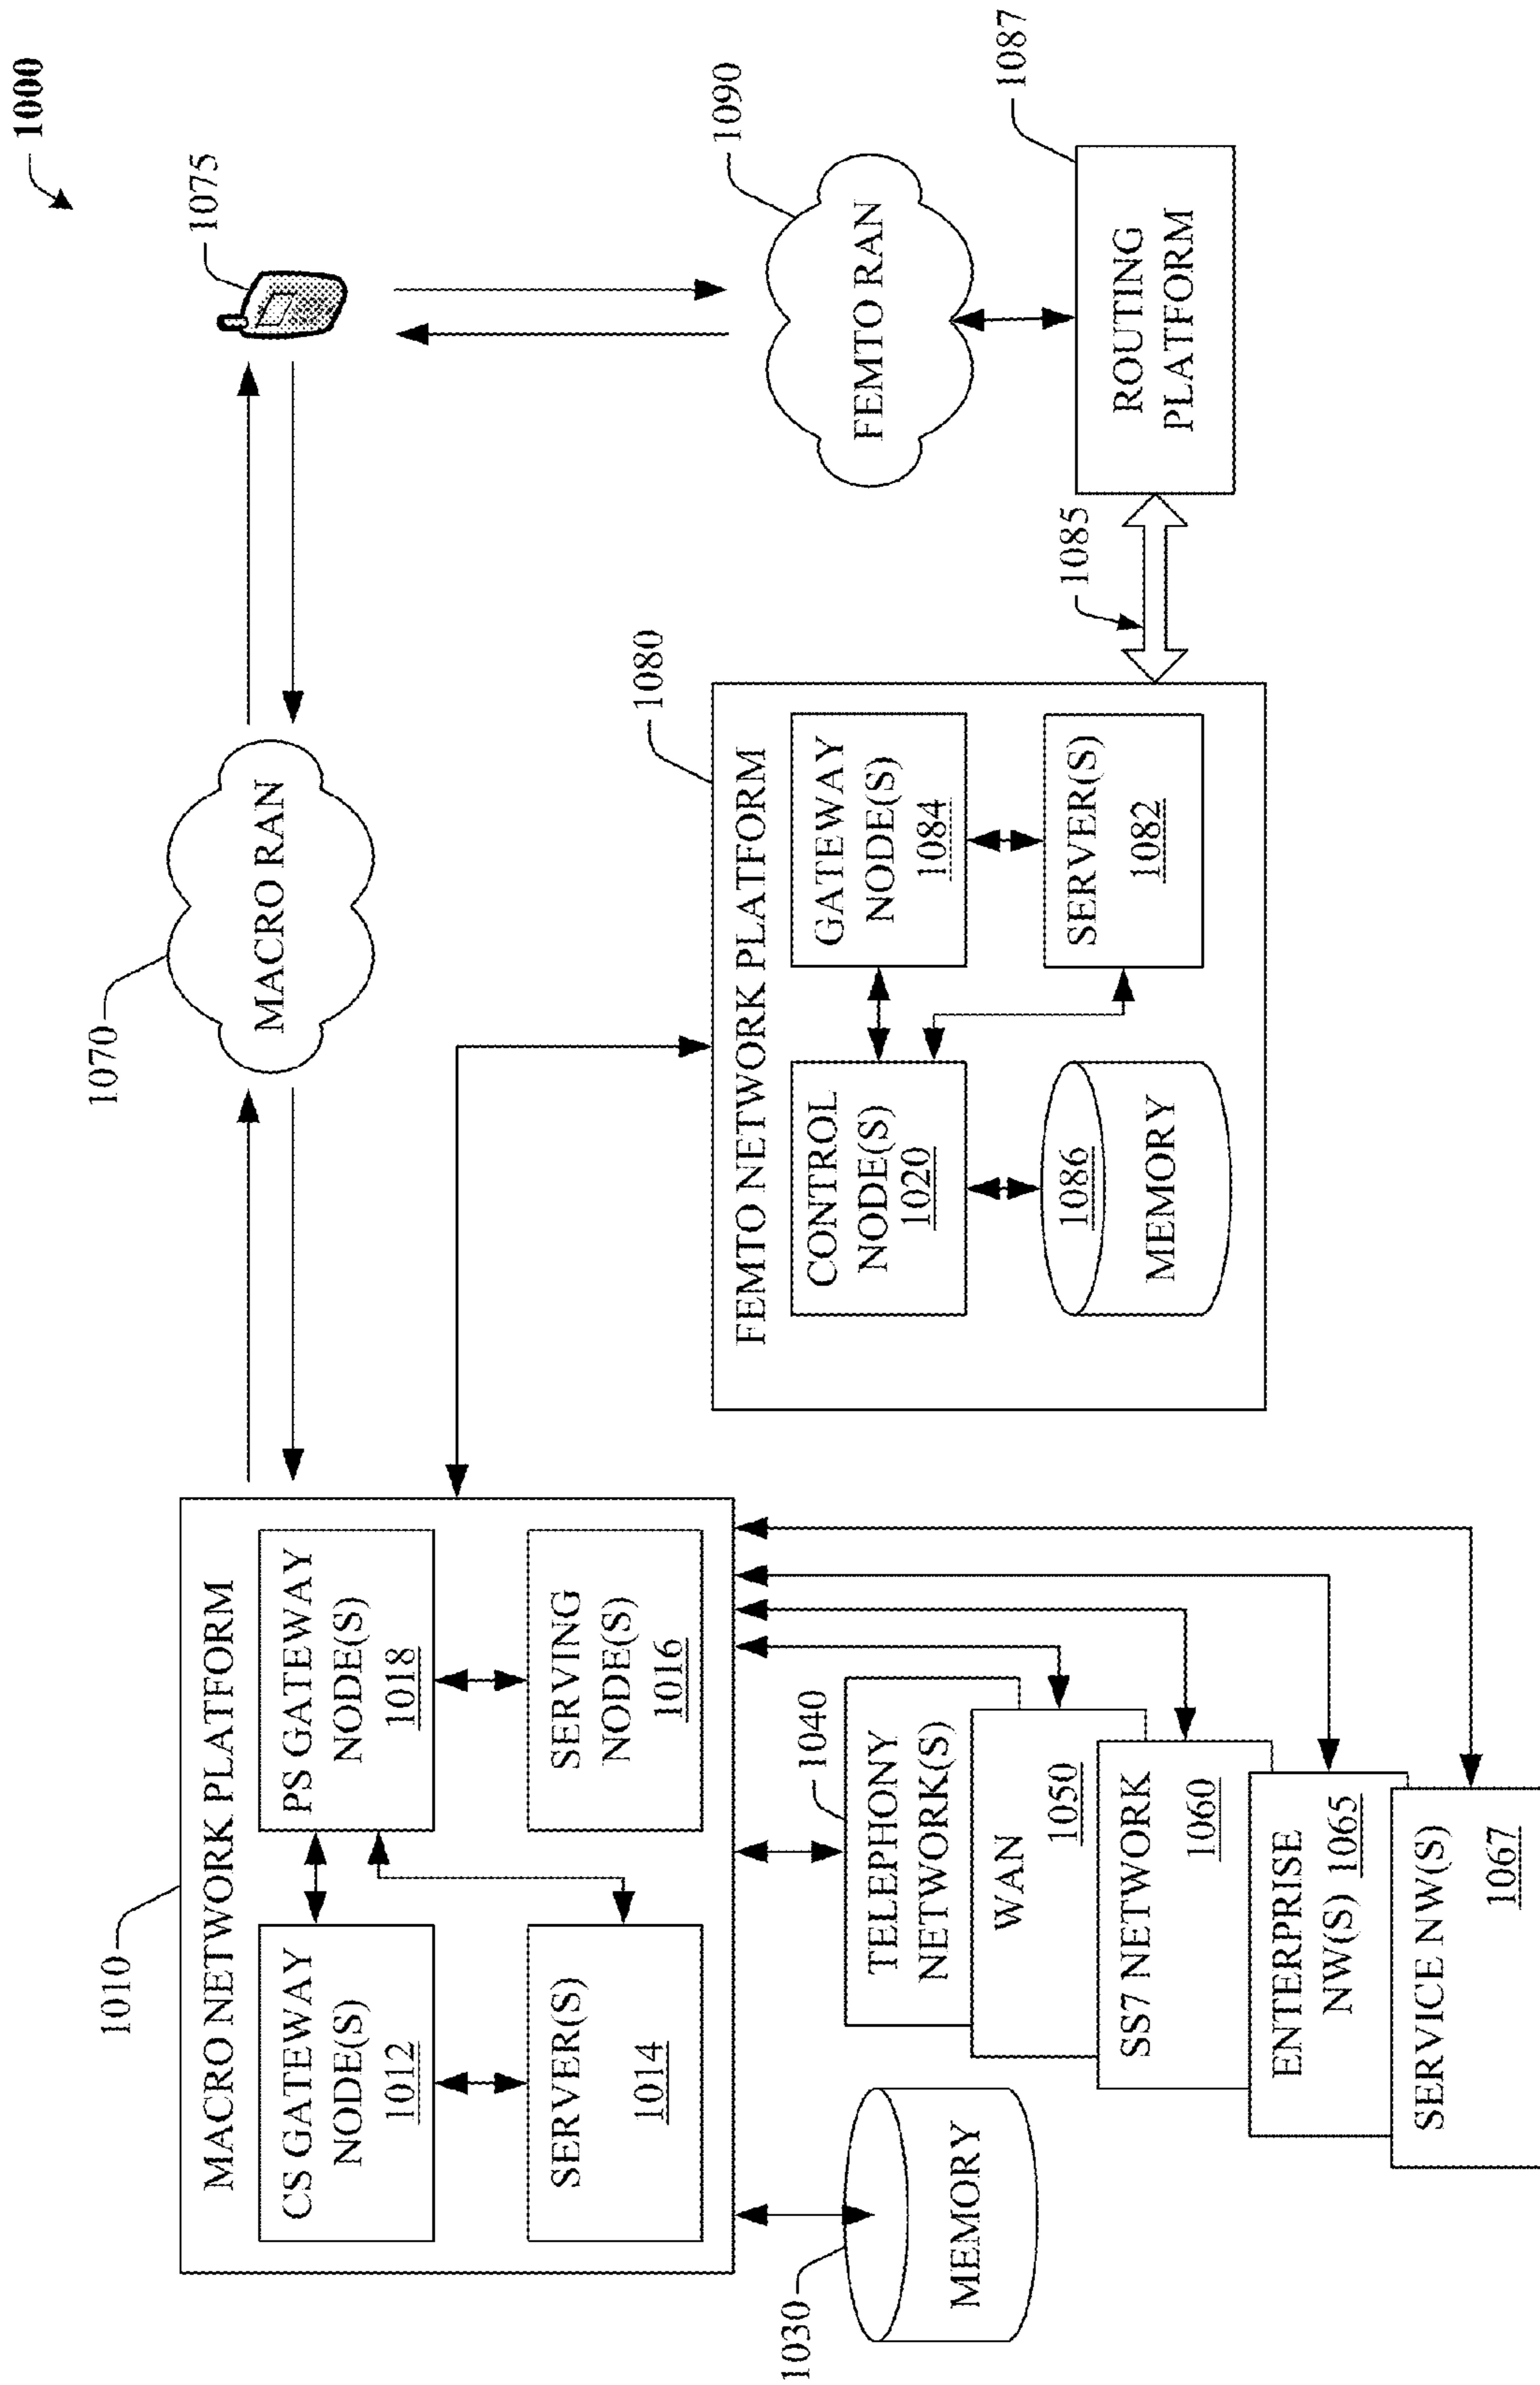 1000
1010
MACRO NETWORK PLATFORM
CS GATEWAY
NODE(S)
1012
PS GATEWAY
NODE(S)
1018
SERVER(S)
1014
SERVING
NODE(S)
1016
1070
MACRO RAN
1075
1030
MEMORY
1040
TELEPHONY
NETWORK(S)
WAN
1050
SS7 NETWORK
1060
ENTERPRISE
NW(S) 1065
SERVICE NW(S)
1067
1080
FEMTO NETWORK PLATFORM
CONTROL
NODE(S)
1020
GATEWAY
NODE(S)
1084
1086
MEMORY
SERVER(S)
1082
1085
1090
FEMTO RAN
1087
ROUTING
PLATFORM